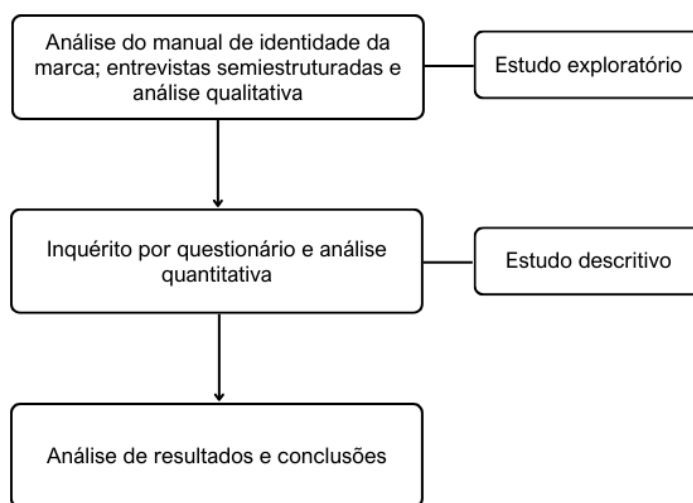 Análise do manual de identidade da
marca; entrevistas semiestruturadas e
análise qualitativa
Estudo exploratório
Inquérito por questionário e análise
quantitativa
Estudo descritivo
Análise de resultados e conclusões